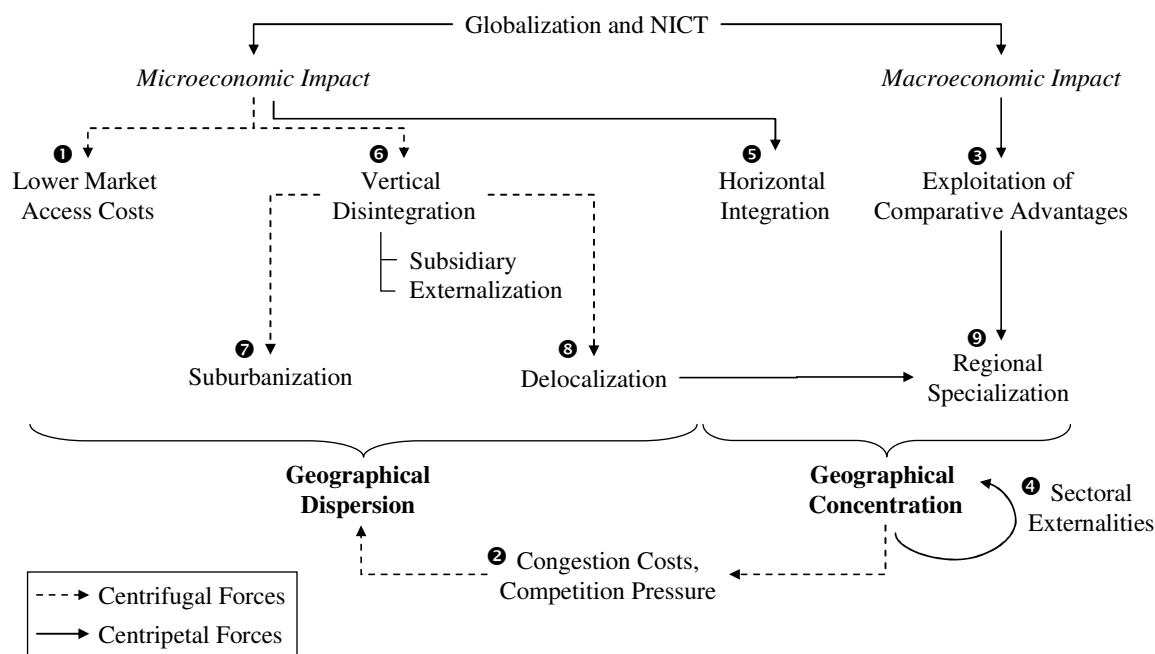 Globalization and NICT
Microeconomic Impact
Macroeconomic Impact
❶
Lower Market
Access Costs
❻
Vertical
Disintegration
Subsidiary
Externalization
❺
Horizontal
Integration
❸
Exploitation of
Comparative Advantages
❼
Suburbanization
❽
Delocalization
❾
Regional
Specialization
Geographical
Dispersion
Geographical
Concentration
❹ Sectoral
Externalities
❷ Congestion Costs,
Competition Pressure
Centrifugal Forces
Centripetal Forces